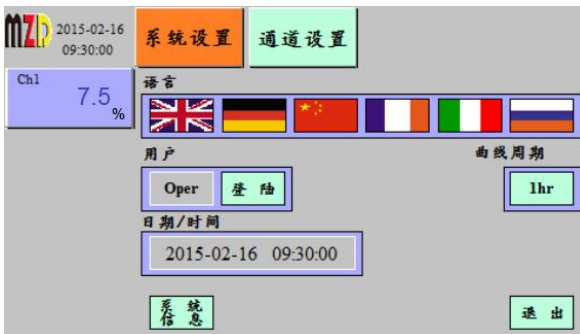 MZD 2015-02-16
09:30:00
系统设置 通道设置
Ch1
7.5
%
语言
用户 曲线周期
Oper 登陆 1hr
日期/时间
2015-02-16 09:30:00
系统
信息 退出